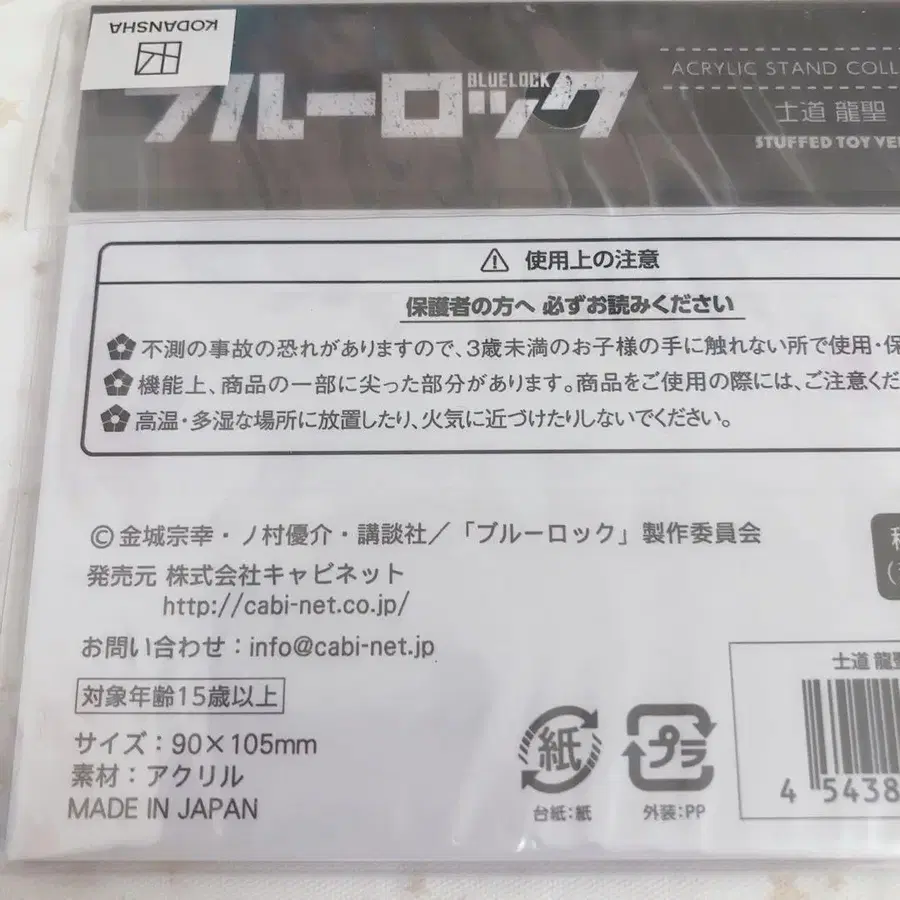 KODANSHA
ブルーロック
BLUELOCK
ACRYLIC STAND COLL
士道 龍聖
STUFFED TOY VE
使用上の注意
保護者の方へ 必ずお読みください
不測の事故の恐れがありますので、3歳未満のお子様の手に触れない所で使用・保
機能上、商品の一部に尖った部分があります。商品をご使用の際には、ご注意くだ
高温・多湿な場所に放置したり、火気に近づけたりしないでください。
©金城宗幸・ノ村優介・講談社／「ブルーロック」製作委員会
発売元 株式会社キャビネット
http://cabi-net.co.jp/
お問い合わせ：info@cabi-net.jp
対象年齢15歳以上
サイズ：90×105mm
素材：アクリル
MADE IN JAPAN
紙
台紙：紙
プラ
外装：PP
士道 龍聖
4 5438